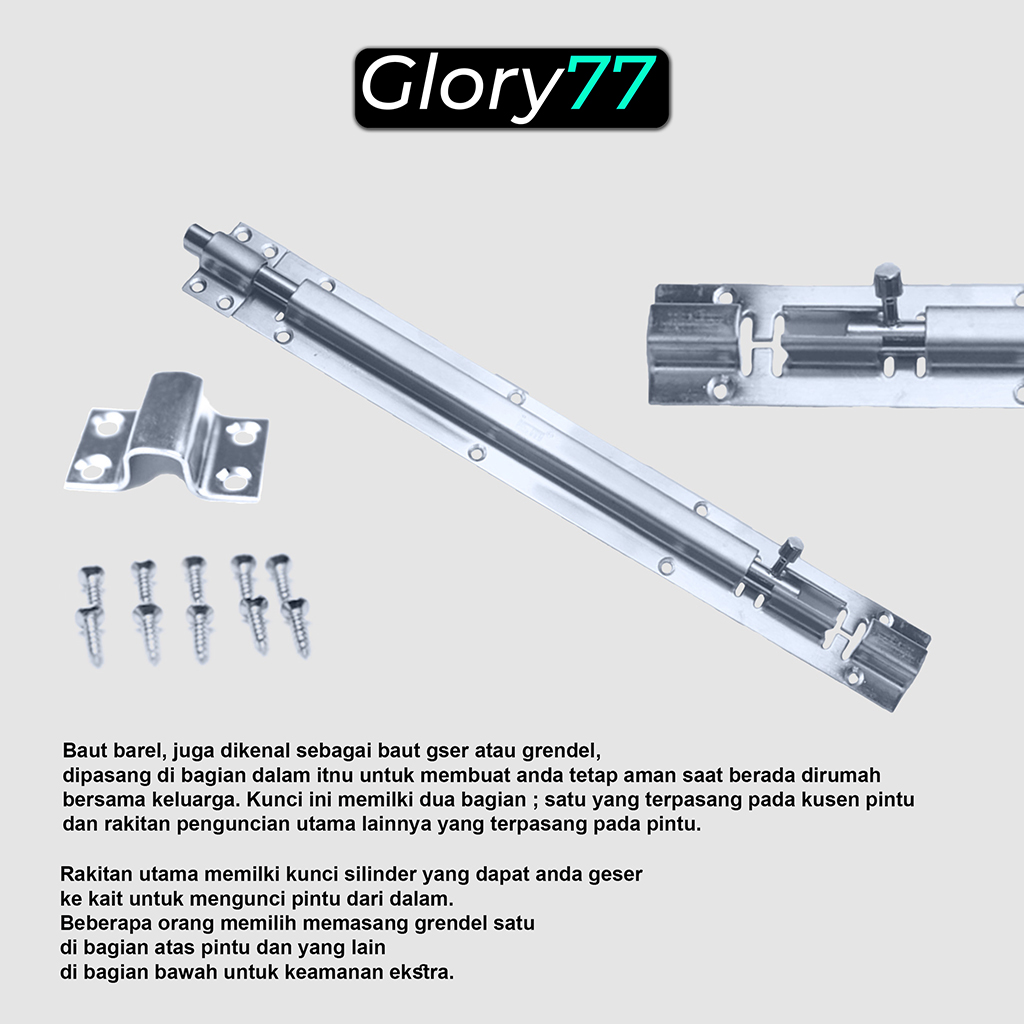 Glory77
Baut barel, juga dikenal sebagai baut gser atau grendel,
dipasang di bagian dalam itnu untuk membuat anda tetap aman saat berada dirumah
bersama keluarga. Kunci ini memilki dua bagian ; satu yang terpasang pada kusen pintu
dan rakitan penguncian utama lainnya yang terpasang pada pintu.
Rakitan utama memilki kunci silinder yang dapat anda geser
ke kait untuk mengunci pintu dari dalam.
Beberapa orang memilih memasang grendel satu
di bagian atas pintu dan yang lain
di bagian bawah untuk keamanan ekstra.